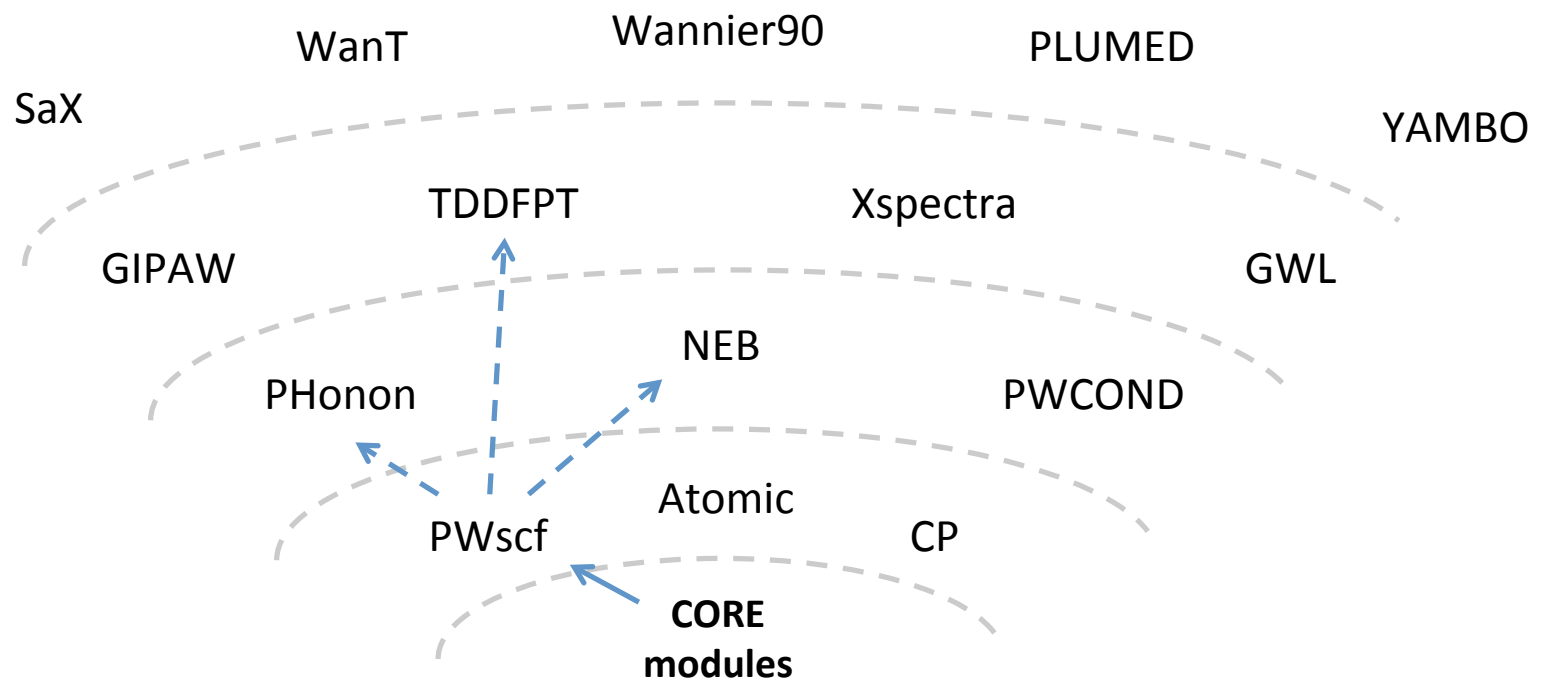 Wannier90
WanT
PLUMED
SaX
YAMBO
TDDFPT
Xspectra
GIPAW
GWL
NEB
PHonon
PWCOND
Atomic
PWscf
CP
CORE
modules